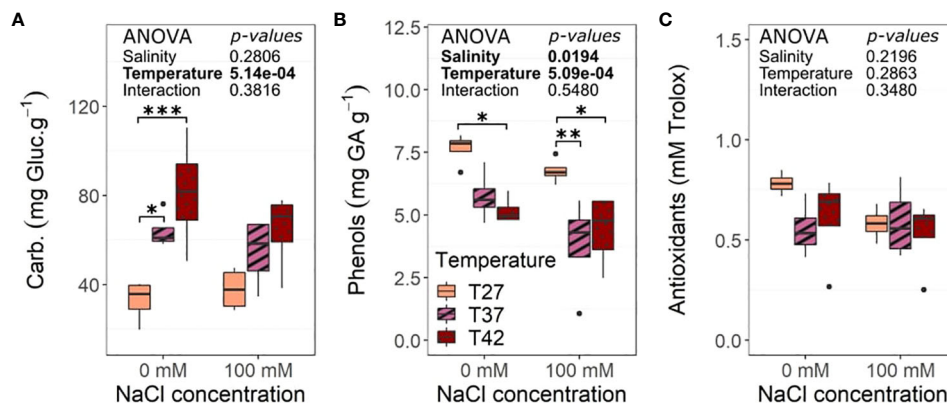 A
Carb. (mg Gluc.g⁻¹)
120
80
40
ANOVA p-values
Salinity 0.2806
Temperature 5.14e-04
Interaction 0.3816
***
*
0 mM 100 mM
NaCl concentration
B
Phenols (mg GA g⁻¹)
12.5
10.0
7.5
5.0
2.5
0.0
ANOVA p-values
Salinity 0.0194
Temperature 5.09e-04
Interaction 0.5480
* *
**
Temperature
T27
T37
T42
0 mM 100 mM
NaCl concentration
C
Antioxidants (mM Trolox)
1.5
1.0
0.5
0.0
ANOVA p-values
Salinity 0.2196
Temperature 0.2863
Interaction 0.3480
0 mM 100 mM
NaCl concentration